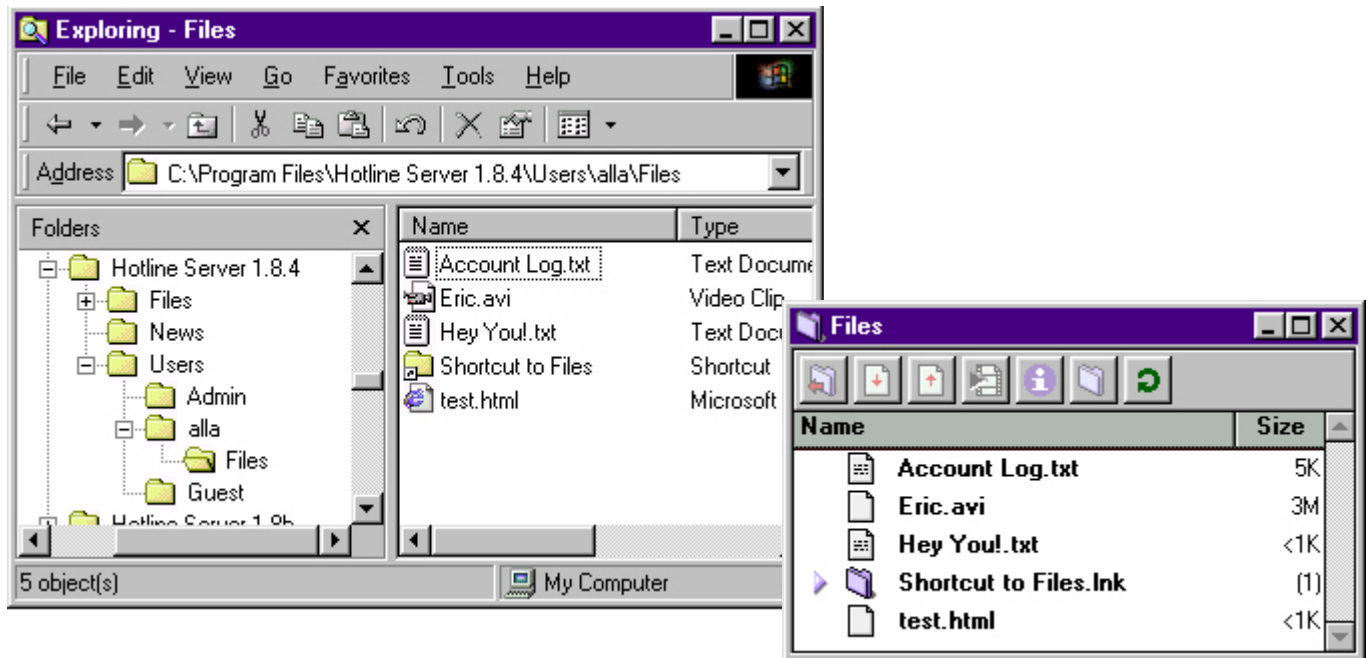 Exploring - Files
File Edit View Go Favorites Tools Help
Address C:\Program Files\Hotline Server 1.8.4\Users\alla\Files
Folders
Hotline Server 1.8.4
Files
News
Users
Admin
alla
Files
Guest
Hotline Server 1.9b
Name Type
Account Log.txt Text Docume
Eric.avi Video Clip
Hey You!.txt Text Docu
Shortcut to Files Shortcut
test.html Microsoft
5 object(s) My Computer
Files
Name Size
Account Log.txt 5K
Eric.avi 3M
Hey You!.txt <1K
Shortcut to Files.lnk (1)
test.html <1K